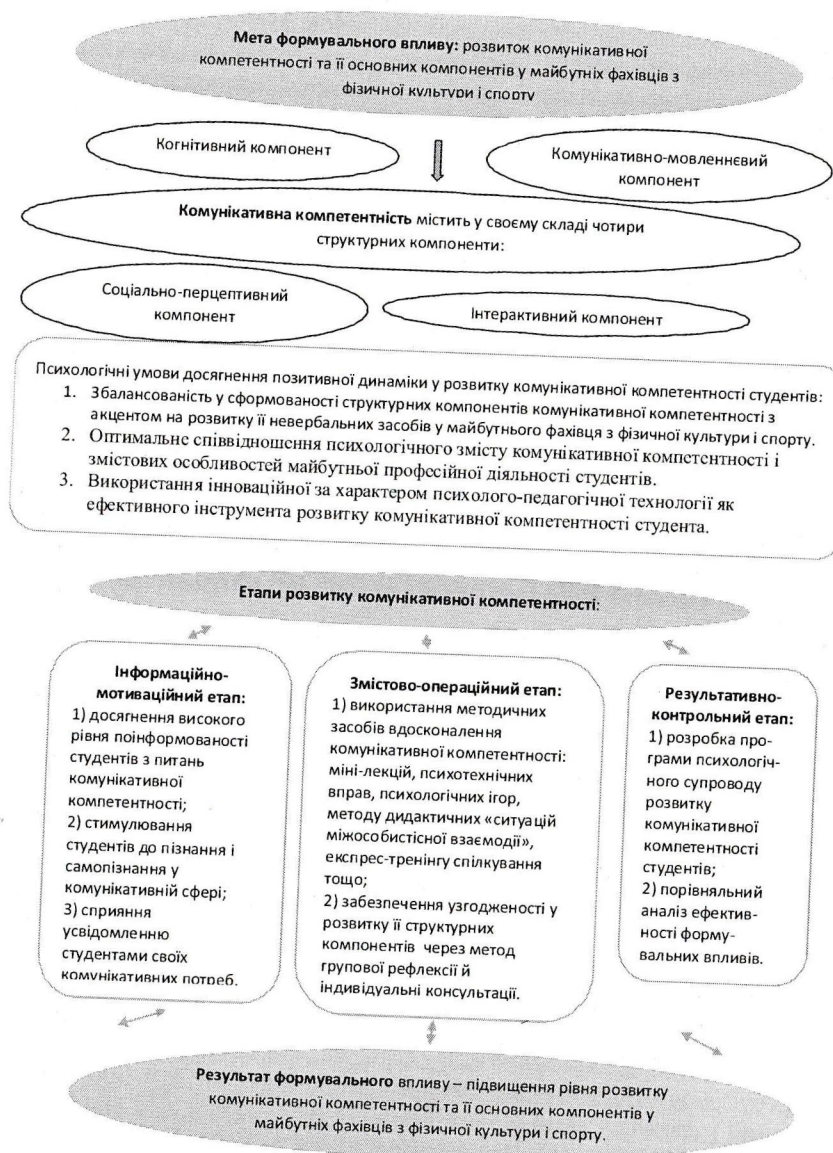 Мета формувального впливу: розвиток комунікативної
компетентності та її основних компонентів у майбутніх фахівців з
фізичної культури і спорту
Когнітивний компонент
Комунікативно-мовленнєвий
компонент
Комунікативна компетентність містить у своєму складі чотири
структурних компоненти:
Соціально-перцептивний
компонент
Інтерактивний компонент
Психологічні умови досягнення позитивної динаміки у розвитку комунікативної компетентності студентів:
1. Збалансованість у сформованості структурних компонентів комунікативної компетентності з
акцентом на розвитку її невербальних засобів у майбутнього фахівця з фізичної культури і спорту.
2. Оптимальне співвідношення психологічного змісту комунікативної компетентності і
змістових особливостей майбутньої професійної діяльності студентів.
3. Використання інноваційної за характером психолого-педагогічної технології як
ефективного інструмента розвитку комунікативної компетентності студента.
Етапи розвитку комунікативної компетентності:
Інформаційно-
мотиваційний етап:
1) досягнення високого
рівня поінформованості
студентів з питань
комунікативної
компетентності;
2) стимулювання
студентів до пізнання і
самопізнання у
комунікативній сфері;
3) сприяння
усвідомленню
студентами своїх
комунікативних потреб.
Змістово-операційний етап:
1) використання методичних
засобів вдосконалення
комунікативної компетентності:
міні-лекцій, психотехнічних
вправ, психологічних ігор,
методу дидактичних «ситуацій
міжособистісної взаємодії»,
експрес-тренінгу спілкування
тощо;
2) забезпечення узгодженості у
розвитку її структурних
компонентів через метод
групової рефлексії й
індивідуальні консультації.
Результативно-
контрольний етап:
1) розробка про-
грами психологіч-
ного супроводу
розвитку
комунікативної
компетентності
студентів;
2) порівняльний
аналіз ефектив-
ності форму-
вальних впливів.
Результат формувального впливу – підвищення рівня розвитку
комунікативної компетентності та її основних компонентів у
майбутніх фахівців з фізичної культури і спорту.